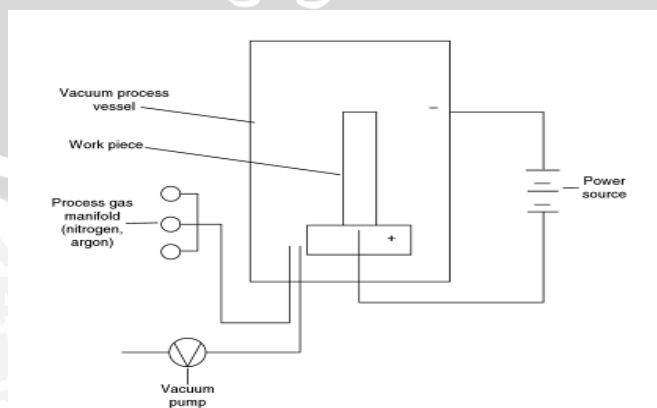 Vacuum process
vessel
Work piece
Process gas
manifold
(nitrogen,
argon)
Vacuum
pump
Power
source
−
+